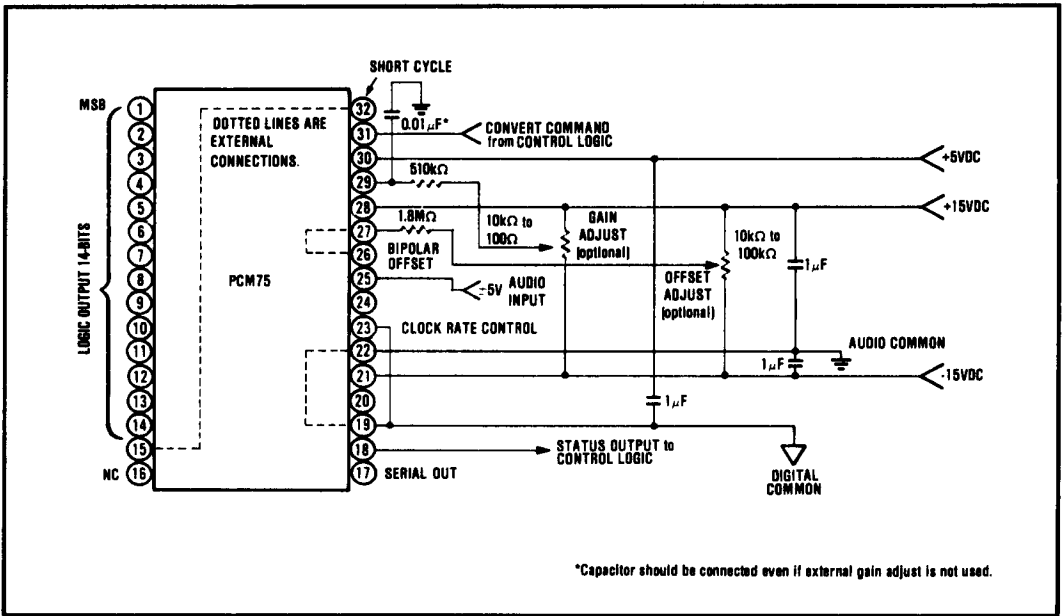 SHORT CYCLE
MSB
LOGIC OUTPUT 14-BITS
1
2
3
4
5
6
7
8
9
10
11
12
13
14
15
NC 16
DOTTED LINES ARE
EXTERNAL
CONNECTIONS.
PCM75
32
31
30
29
28
27
26
25
24
23
22
21
20
19
18
17 SERIAL OUT
0.01μF*
CONVERT COMMAND
from CONTROL LOGIC
510kΩ
+5VDC
+15VDC
1.8MΩ
10kΩ to
100Ω
GAIN
ADJUST
(optional)
BIPOLAR
OFFSET
10kΩ to
100kΩ
OFFSET
ADJUST
(optional)
1μF
AUDIO
INPUT
CLOCK RATE CONTROL
AUDIO COMMON
1μF
-15VDC
1μF
STATUS OUTPUT to
CONTROL LOGIC
DIGITAL
COMMON
*Capacitor should be connected even if external gain adjust is not used.